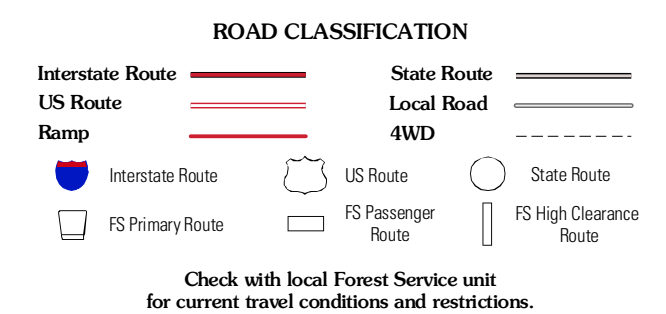 ROAD CLASSIFICATION
Interstate Route
State Route
US Route
Local Road
Ramp
4WD
Interstate Route
US Route
State Route
FS Primary Route
FS Passenger
Route
FS High Clearance
Route
Check with local Forest Service unit
for current travel conditions and restrictions.